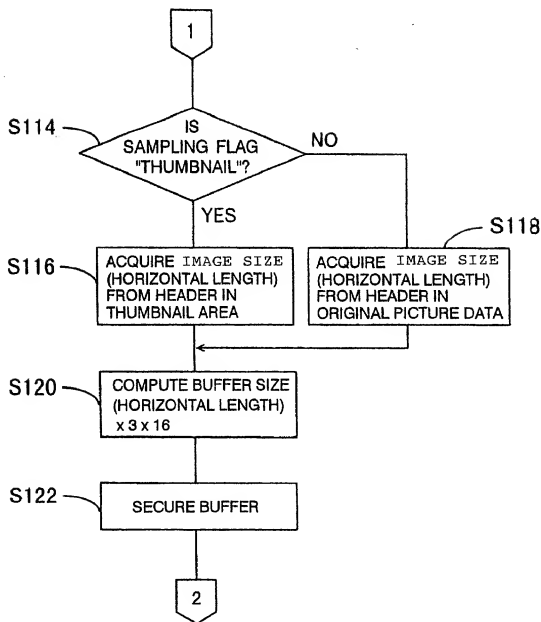 1
S114
IS
SAMPLING FLAG
"THUMBNAIL"?
NO
YES
S116
ACQUIRE IMAGE SIZE
(HORIZONTAL LENGTH)
FROM HEADER IN
THUMBNAIL AREA
S118
ACQUIRE IMAGE SIZE
(HORIZONTAL LENGTH)
FROM HEADER IN
ORIGINAL PICTURE DATA
S120
COMPUTE BUFFER SIZE
(HORIZONTAL LENGTH)
x 3 x 16
S122
SECURE BUFFER
2